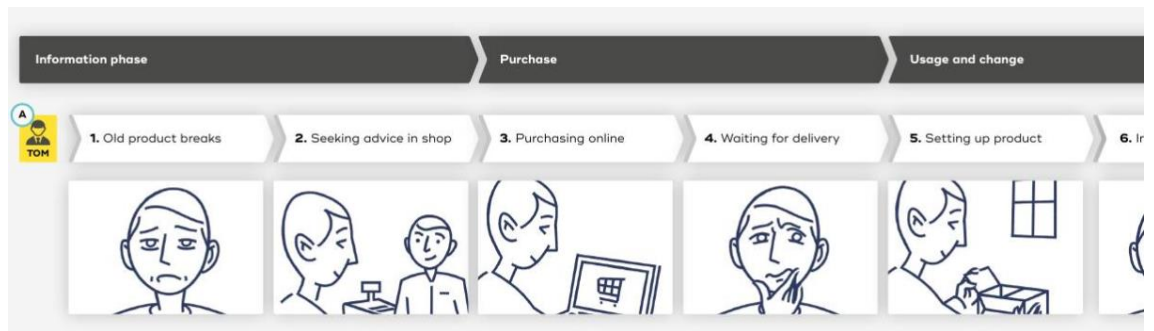 Information phase
Purchase
Usage and change
A
TOM
1. Old product breaks
2. Seeking advice in shop
3. Purchasing online
4. Waiting for delivery
5. Setting up product
6.